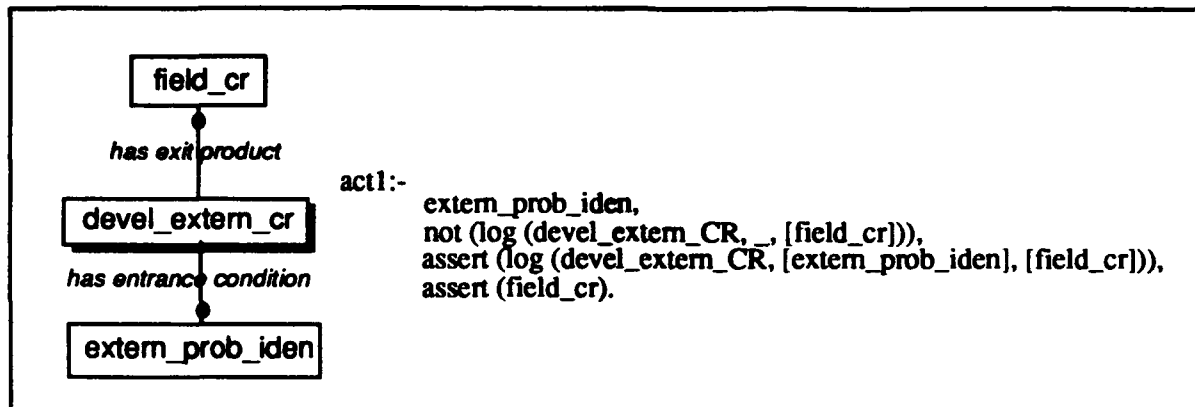 field_cr
has exit product
devel_extern_cr
has entrance condition
extern_prob_iden
act1:-
extern_prob_iden,
not (log (devel_extern_CR, _, [field_cr])),
assert (log (devel_extern_CR, [extern_prob_iden], [field_cr])),
assert (field_cr).